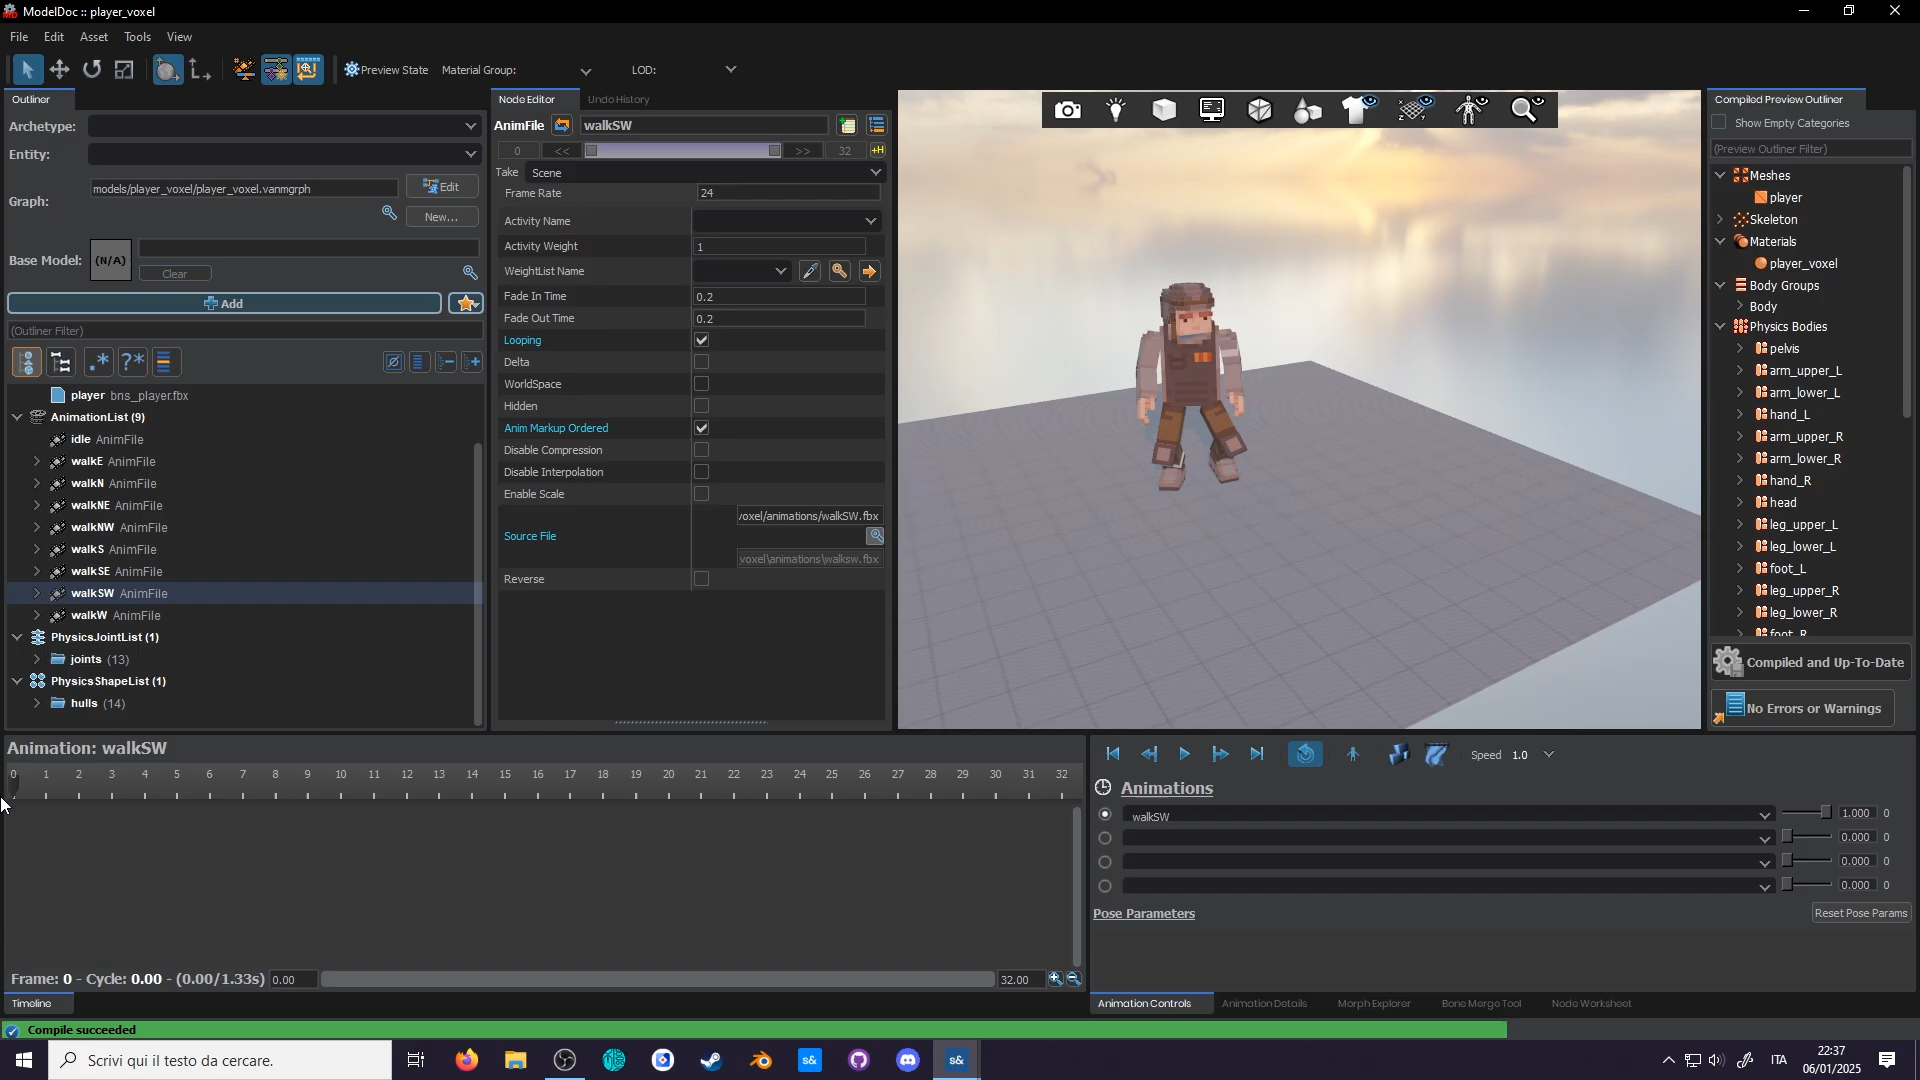 ModelDoc :: player_voxel
File Edit Asset Tools View
Preview State Material Group: LOD:
Outliner
Archetype:
Entity:
Graph:
models/player_voxel/player_voxel.vanmgrph
Edit
New...
Base Model:
(N/A)
Clear
Add
(Outliner Filter)
player bns_player.fbx
AnimationList (9)
idle AnimFile
walkE AnimFile
walkN AnimFile
walkNE AnimFile
walkNW AnimFile
walkS AnimFile
walkSE AnimFile
walkSW AnimFile
walkW AnimFile
PhysicsJointList (1)
joints (13)
PhysicsShapeList (1)
hulls (14)
Node Editor Undo History
AnimFile walkSW
0 << >> 32 +H
Take Scene
Frame Rate 24
Activity Name
Activity Weight 1
WeightList Name
Fade In Time 0.2
Fade Out Time 0.2
Looping
Delta
WorldSpace
Hidden
Anim Markup Ordered
Disable Compression
Disable Interpolation
Enable Scale
Source File
voxel/animations/walkSW.fbx
voxel\animations\walksw.fbx
Reverse
Compiled Preview Outliner
Show Empty Categories
(Preview Outliner Filter)
Meshes
player
Skeleton
Materials
player_voxel
Body Groups
Body
Physics Bodies
pelvis
arm_upper_L
arm_lower_L
hand_L
arm_upper_R
arm_lower_R
hand_R
head
leg_upper_L
leg_lower_L
foot_L
leg_upper_R
leg_lower_R
foot_R
Compiled and Up-To-Date
No Errors or Warnings
Animation: walkSW
0 1 2 3 4 5 6 7 8 9 10 11 12 13 14 15 16 17 18 19 20 21 22 23 24 25 26 27 28 29 30 31 32
Frame: 0 - Cycle: 0.00 - (0.00/1.33s) 0.00 32.00
Timeline
Speed 1.0
Animations
walkSW 1.000 0
0.000 0
0.000 0
0.000 0
Pose Parameters Reset Pose Params
Animation Controls Animation Details Morph Explorer Bone Merge Tool Node Worksheet
Compile succeeded
Scrivi qui il testo da cercare.
s& s&
ITA
22:37
06/01/2025